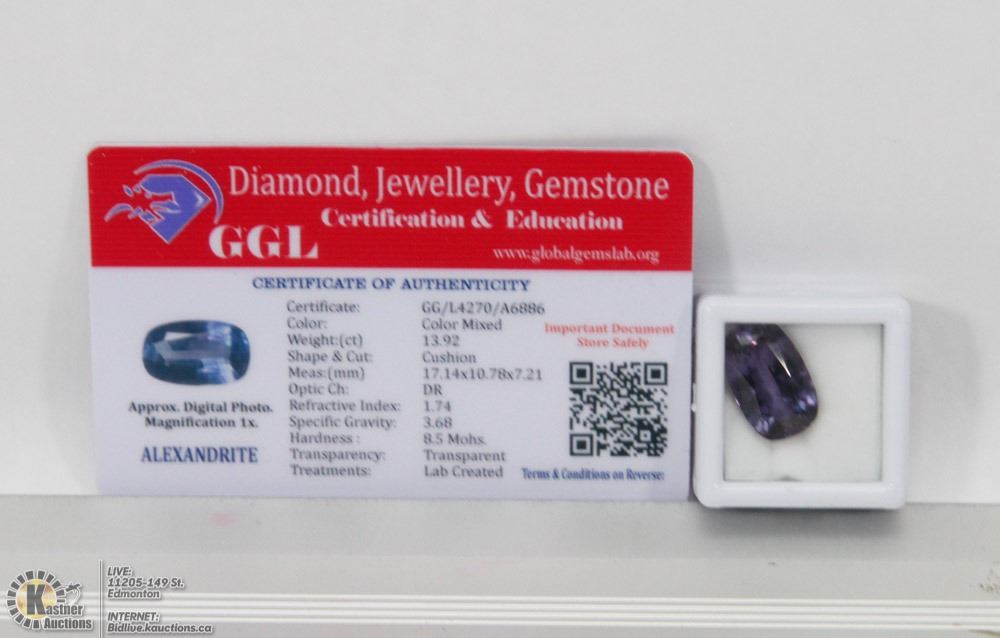 Diamond, Jewellery, Gemstone
Certification & Education
GGL
www.globalgemslab.org
CERTIFICATE OF AUTHENTICITY
Certificate: GG/L4270/A6886
Color: Color Mixed
Weight:(ct) 13.92
Shape & Cut: Cushion
Meas:(mm) 17.14x10.78x7.21
Optic Ch: DR
Refractive Index: 1.74
Specific Gravity: 3.68
Hardness : 8.5 Mohs.
Transparency: Transparent
Treatments: Lab Created
Approx. Digital Photo.
Magnification 1x.
ALEXANDRITE
Important Document
Store Safely
Terms & Conditions on Reverse:
Kastner
Auctions
LIVE:
11205-149 St.
Edmonton
INTERNET:
Bidlive.kauctions.ca